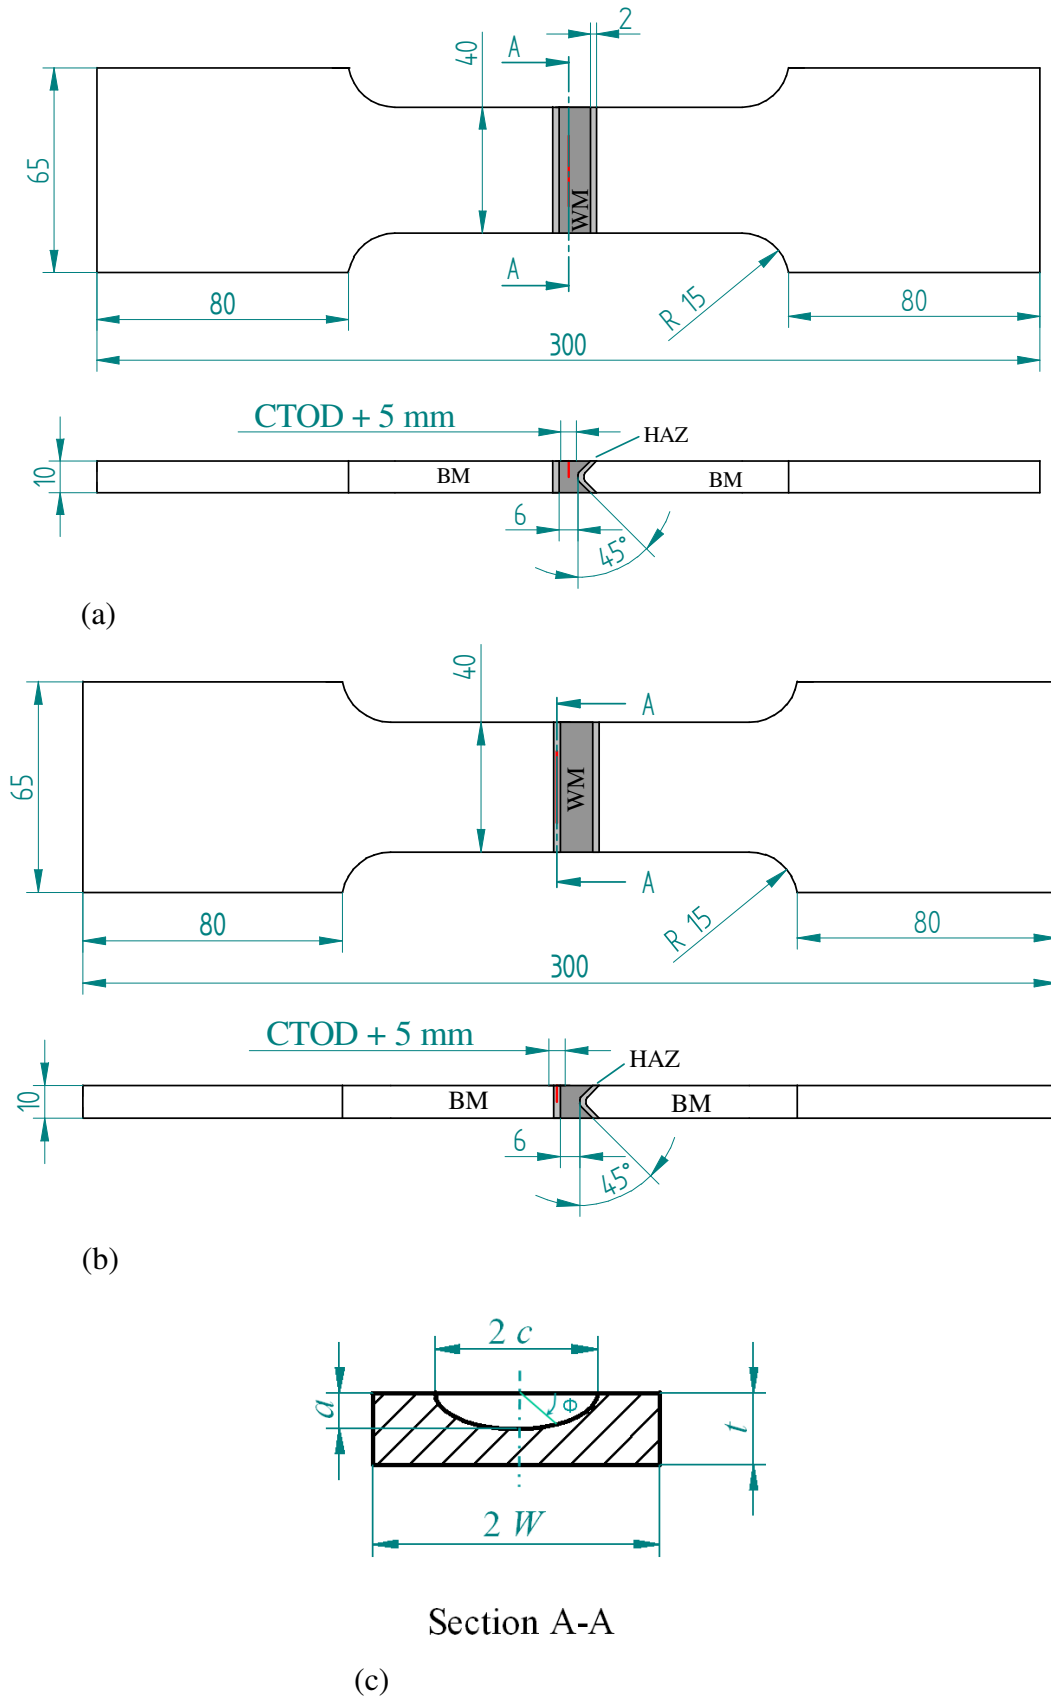 2
A
40
65
WM
A
80
R 15
80
300
CTOD + 5 mm
HAZ
10
BM
BM
6
45°
(a)
40
A
65
WM
A
80
R 15
80
300
CTOD + 5 mm
HAZ
10
BM
BM
6
45°
(b)
2 c
a
Φ
t
2 W
Section A-A
(c)